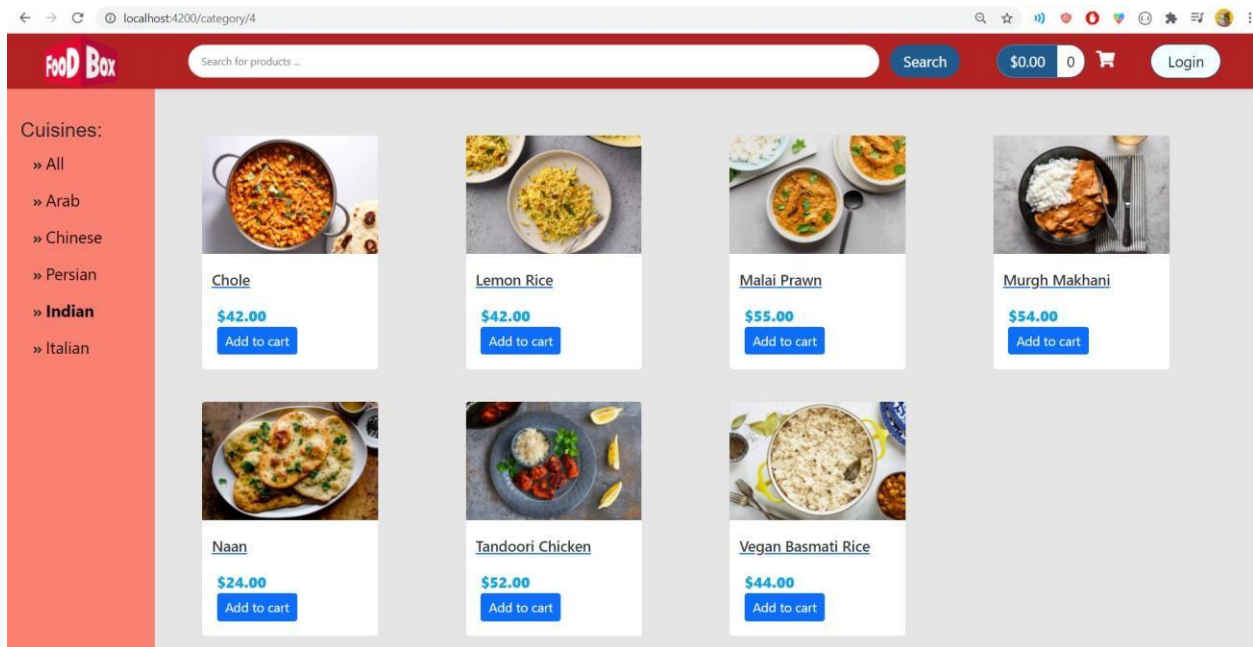 localhost:4200/category/4
FooD Box
Search for products ...
Search
$0.00 0
Login
Cuisines:
» All
» Arab
» Chinese
» Persian
» Indian
» Italian
Chole
$42.00
Add to cart
Lemon Rice
$42.00
Add to cart
Malai Prawn
$55.00
Add to cart
Murgh Makhani
$54.00
Add to cart
Naan
$24.00
Add to cart
Tandoori Chicken
$52.00
Add to cart
Vegan Basmati Rice
$44.00
Add to cart